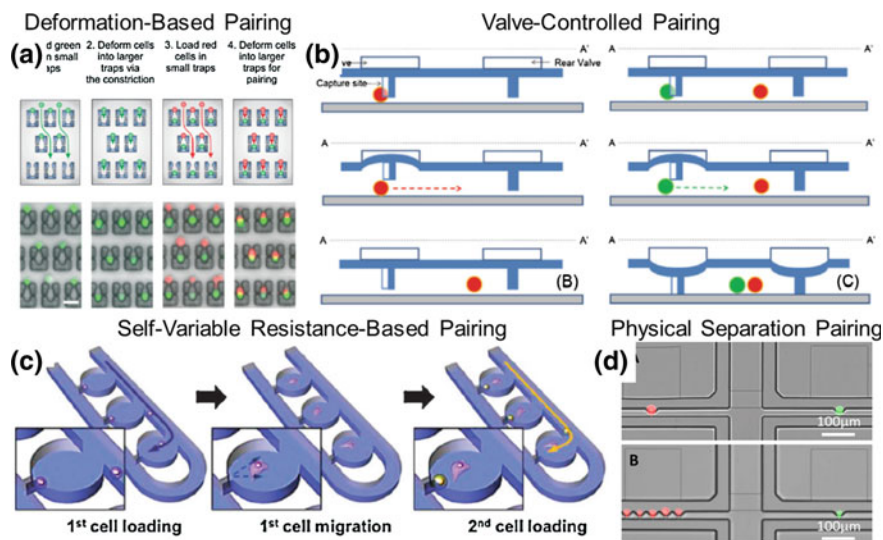 Deformation-Based Pairing
Valve-Controlled Pairing
(a)
d green
n small
aps
2. Deform cells
into larger
traps via
the constriction
3. Load red
cells in
small traps
4. Deform cells
into larger
traps for
pairing
(b)
A'
ve
Rear Valve
Capture site
A A'
A A'
A A'
A A'
A A'
(B)
(C)
Self-Variable Resistance-Based Pairing
Physical Separation Pairing
(c)
1st cell loading
1st cell migration
2nd cell loading
(d)
100μm
B
100μm